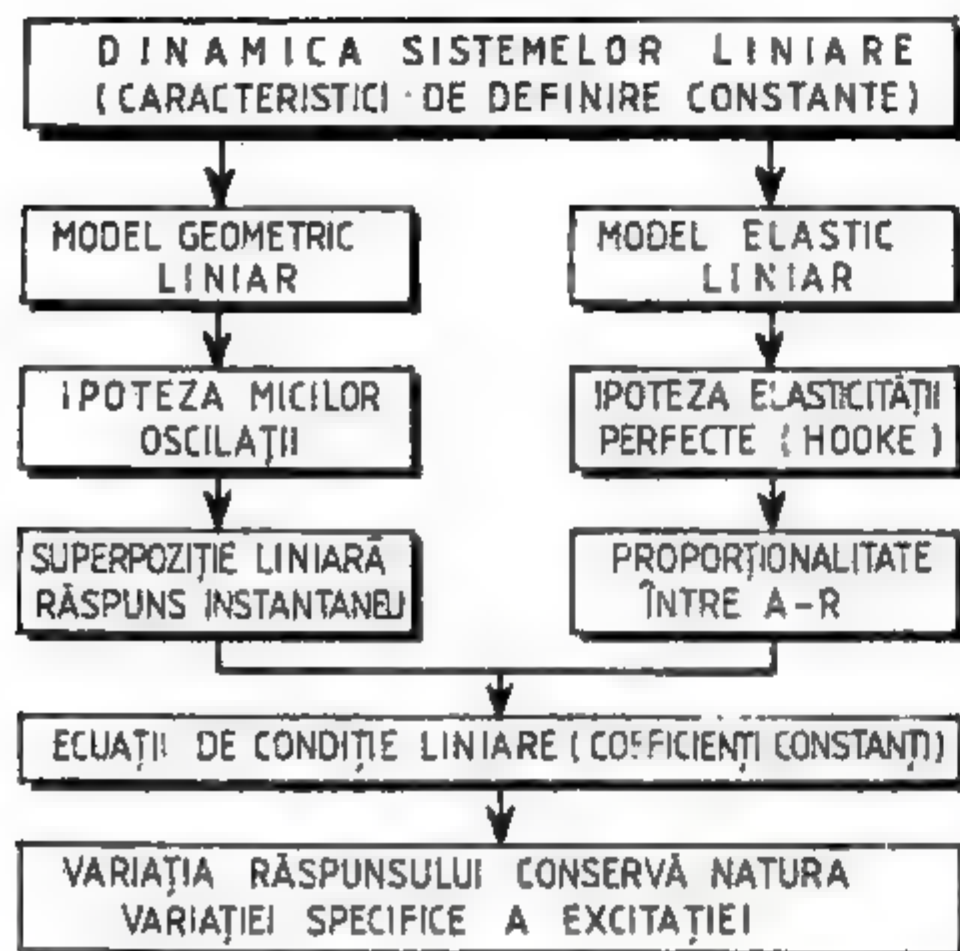 DINAMICA SISTEMELOR LINIARE
(CARACTERISTICI DE DEFINIRE CONSTANTE)
MODEL GEOMETRIC
LINIAR
MODEL ELASTIC
LINIAR
IPOTEZA MICILOR
OSCILAȚII
IPOTEZA ELASTICITĂȚII
PERFECTE (HOOKE)
SUPERPOZIȚIE LINIARĂ
RĂSPUNS INSTANTANEU
PROPORȚIONALITATE
ÎNTRE A-R
ECUAȚII DE CONDIȚIE LINIARE (COEFICIENȚI CONSTANȚI)
VARIAȚIA RĂSPUNSULUI CONSERVĂ NATURA
VARIAȚIEI SPECIFICE A EXCITAȚIEI